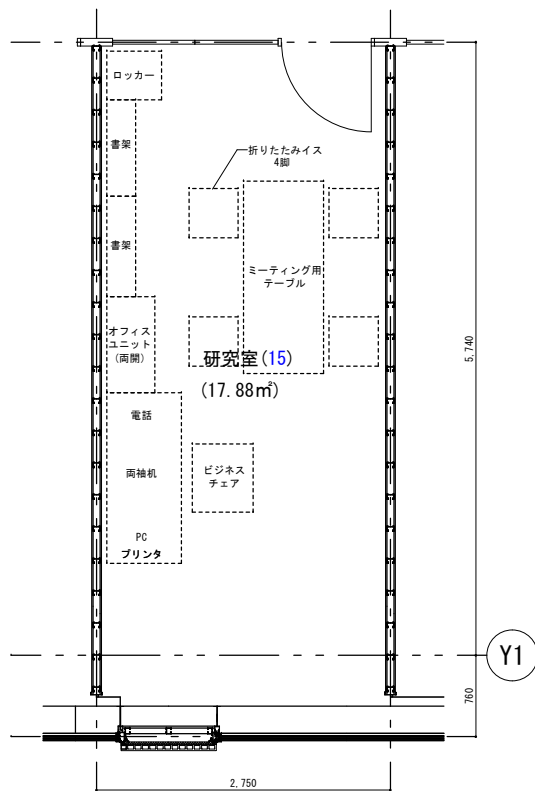 ロッカー
書架
折りたたみイス
4脚
書架
ミーティング用
テーブル
オフィス
ユニット
(両開)
研究室(15)
(17.88㎡)
5,740
電話
両袖机
ビジネス
チェア
PC
プリンタ
Y1
760
2,750